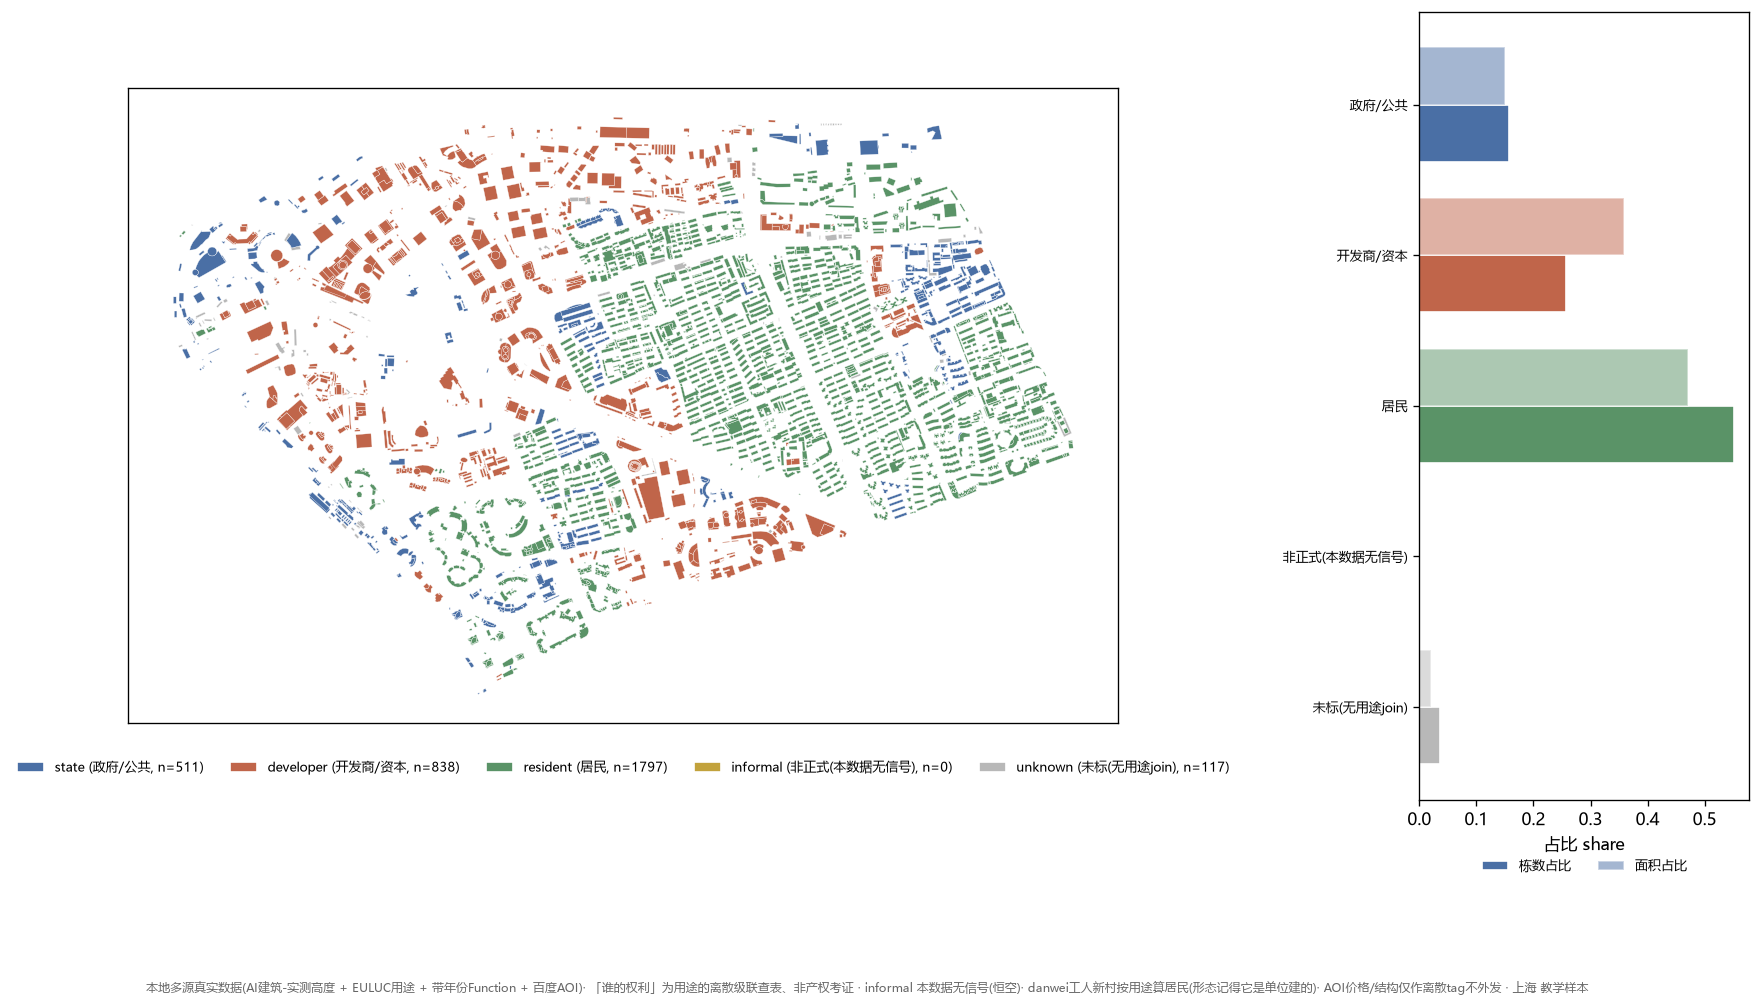 政府/公共
开发商/资本
居民
非正式(本数据无信号)
未标(无用途join)
0.0 0.1 0.2 0.3 0.4 0.5
占比 share
栋数占比 面积占比
state (政府/公共, n=511) developer (开发商/资本, n=838) resident (居民, n=1797) informal (非正式(本数据无信号), n=0) unknown (未标(无用途join), n=117)
本地多源真实数据(AI建筑-实测高度 + EULUC用途 + 带年份Function + 百度AOI)· 「谁的权利」为用途的离散级联查表、非产权考证 · informal 本数据无信号(恒空)· danwei工人新村按用途算居民(形态记得它是单位建的)· AOI价格/结构仅作离散tag不外发 · 上海 教学样本